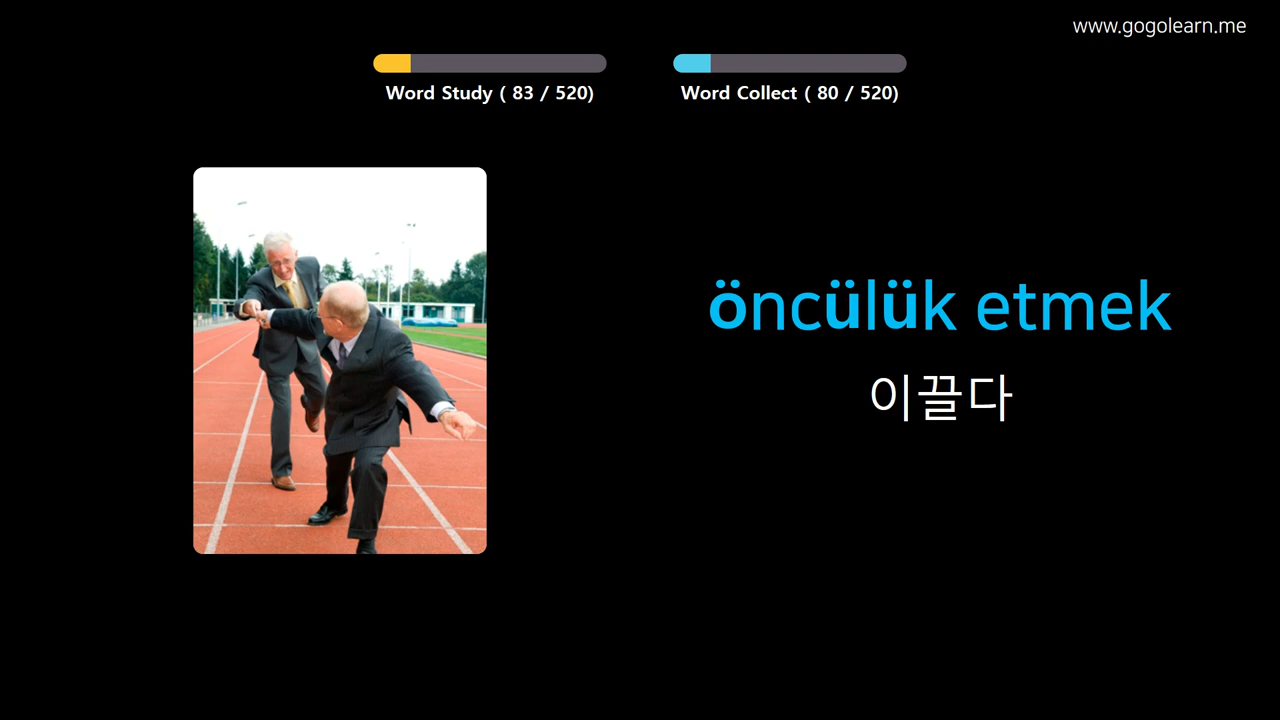 www.gogolearn.me
Word Study ( 83 / 520)
Word Collect ( 80 / 520)
öncülük etmek
이끌다